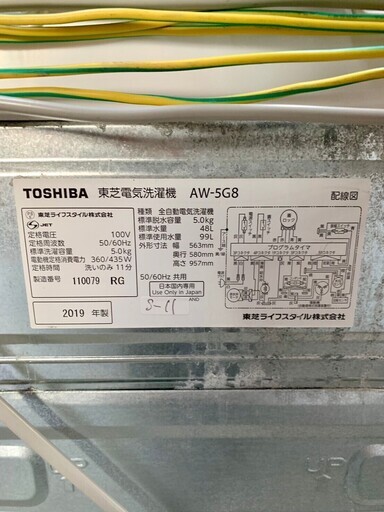 TOSHIBA 東芝電気洗濯機 AW-5G8 配線図
東芝ライフスタイル株式会社
JET
定格電圧 100V
定格周波数 50/60Hz
標準洗濯容量 5.0kg
電動機定格消費電力 360/435W
製造番号 110079 RG
2019 年製
種類 全自動電気洗濯機
標準脱水容量 5.0kg
標準水量 48L
標準使用水量 99L
外形寸法 幅 563mm
奥行 580mm
高さ 957mm
洗いのみ 11分
50/60Hz 共用
日本国内専用
Use Only in Japan
AND
S-11
プログラムタイマ
東芝ライフスタイル株式会社
UP